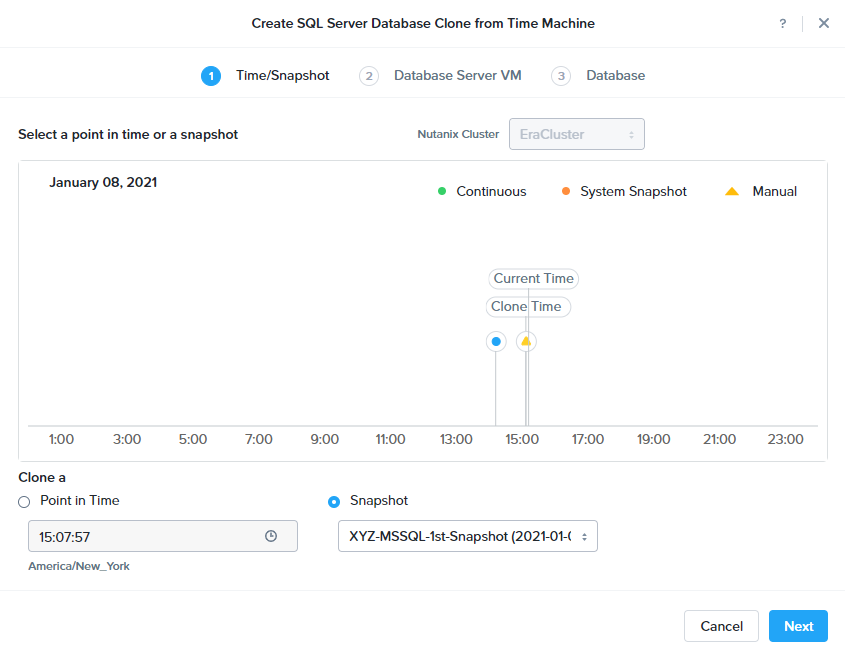 Create SQL Server Database Clone from Time Machine
?
1 Time/Snapshot 2 Database Server VM 3 Database
Select a point in time or a snapshot
Nutanix Cluster EraCluster
January 08, 2021
Continuous System Snapshot Manual
Current Time
Clone Time
1:00 3:00 5:00 7:00 9:00 11:00 13:00 15:00 17:00 19:00 21:00 23:00
Clone a
Point in Time Snapshot
15:07:57 XYZ-MSSQL-1st-Snapshot (2021-01-
America/New_York
Cancel Next